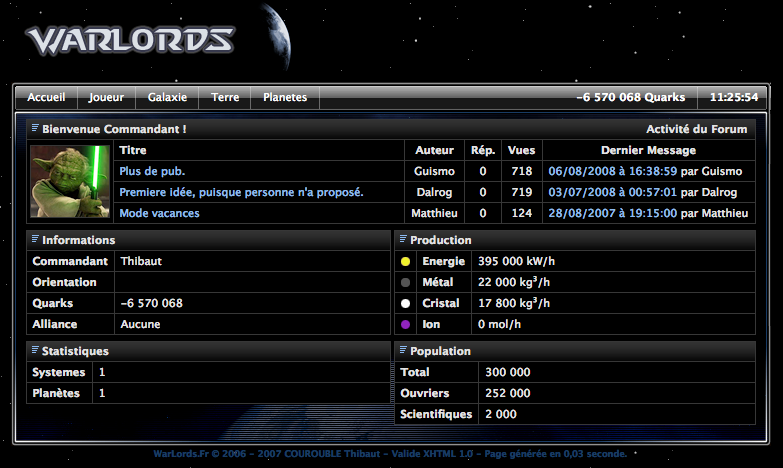 WARLORDS
Accueil Joueur Galaxie Terre Planetes -6 570 068 Quarks 11:25:54
Bienvenue Commandant ! Activité du Forum
Titre Auteur Rép. Vues Dernier Message
Plus de pub. Guismo 0 718 06/08/2008 à 16:38:59 par Guismo
Premiere idée, puisque personne n'a proposé. Dalrog 0 719 03/07/2008 à 00:57:01 par Dalrog
Mode vacances Matthieu 0 124 28/08/2007 à 19:15:00 par Matthieu
Informations
Commandant Thibaut
Orientation
Quarks -6 570 068
Alliance Aucune
Production
Energie 395 000 kW/h
Métal 22 000 kg³/h
Cristal 17 800 kg³/h
Ion 0 mol/h
Statistiques
Systemes 1
Planètes 1
Population
Total 300 000
Ouvriers 252 000
Scientifiques 2 000
WarLords.Fr © 2006 - 2007 COUROUBLE Thibaut - Valide XHTML 1.0 - Page générée en 0,03 seconde.